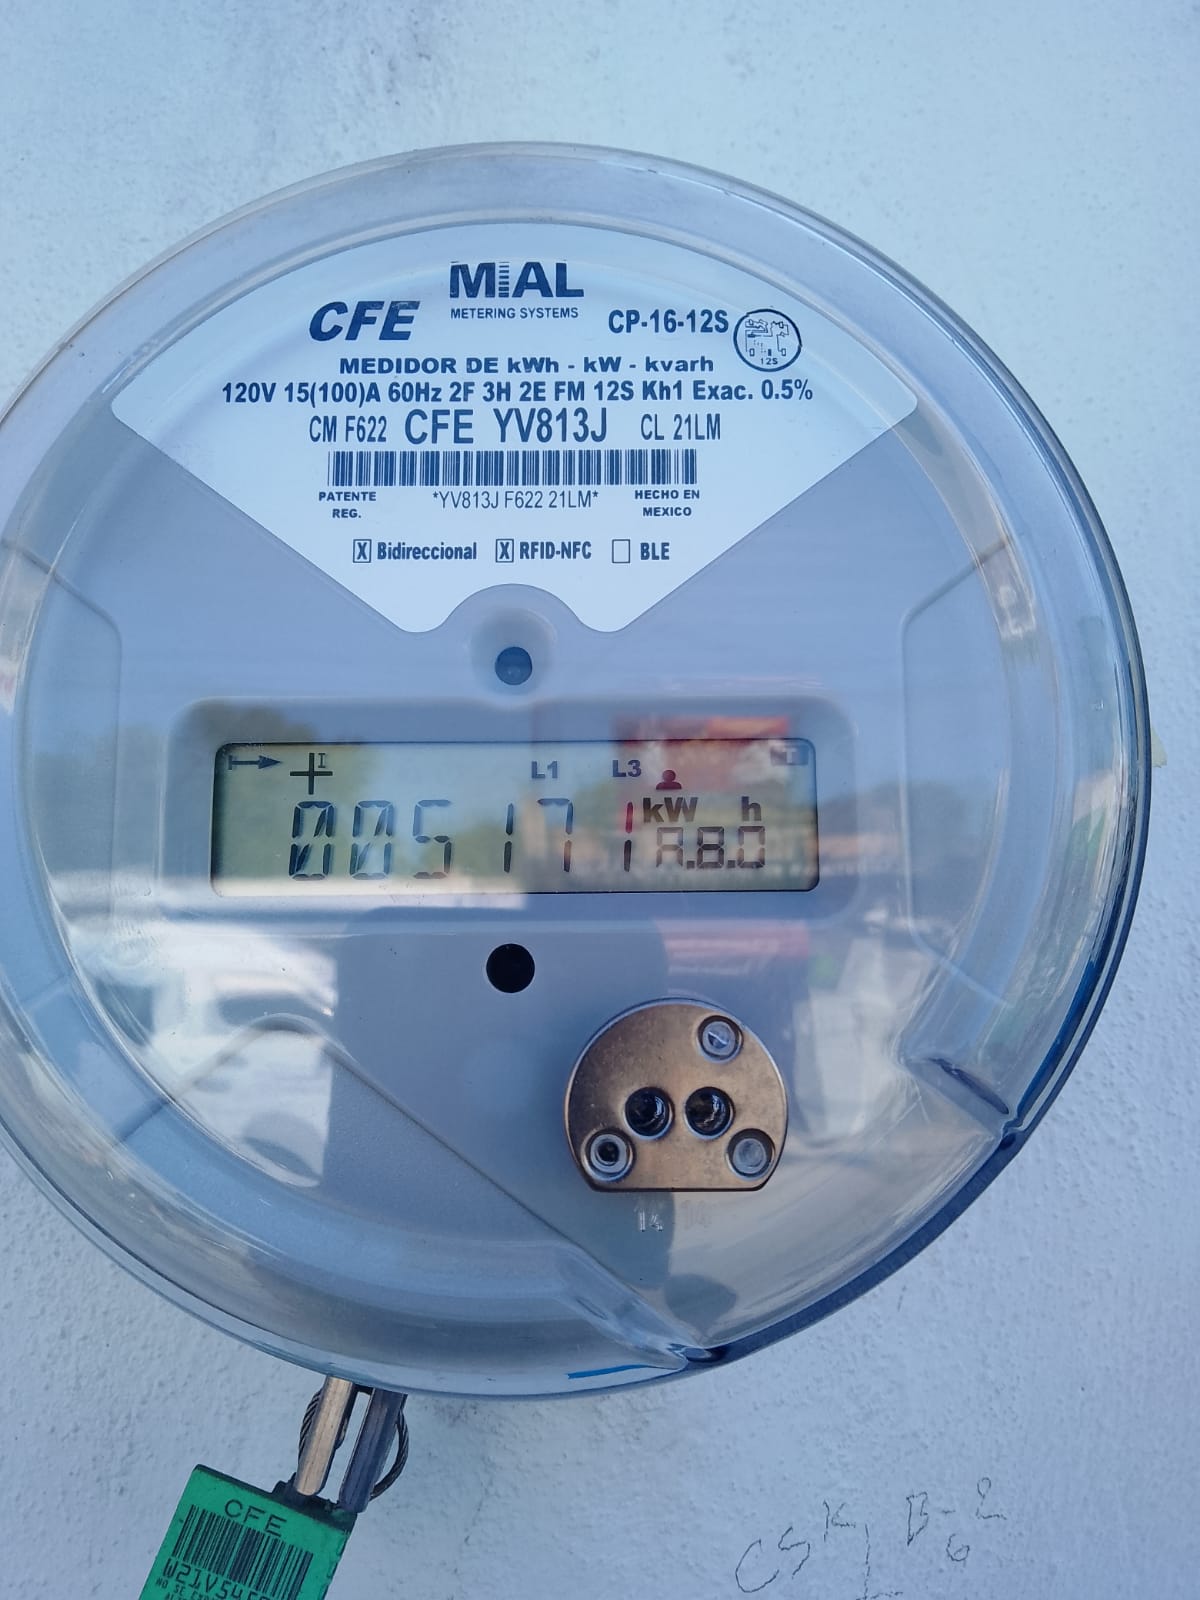 MIAL
METERING SYSTEMS
CFE
CP-16-12S
12S
MEDIDOR DE kWh - kW - kvarh
120V 15(100)A 60Hz 2F 3H 2E FM 12S Kh1 Exac. 0.5%
CM F622 CFE YV813J CL 21LM
PATENTE REG.
*YV813J F622 21LM*
HECHO EN MEXICO
X Bidireccional X RFID-NFC BLE
I L1 L3 T
005171 kW h
A.8.0
14
CFE